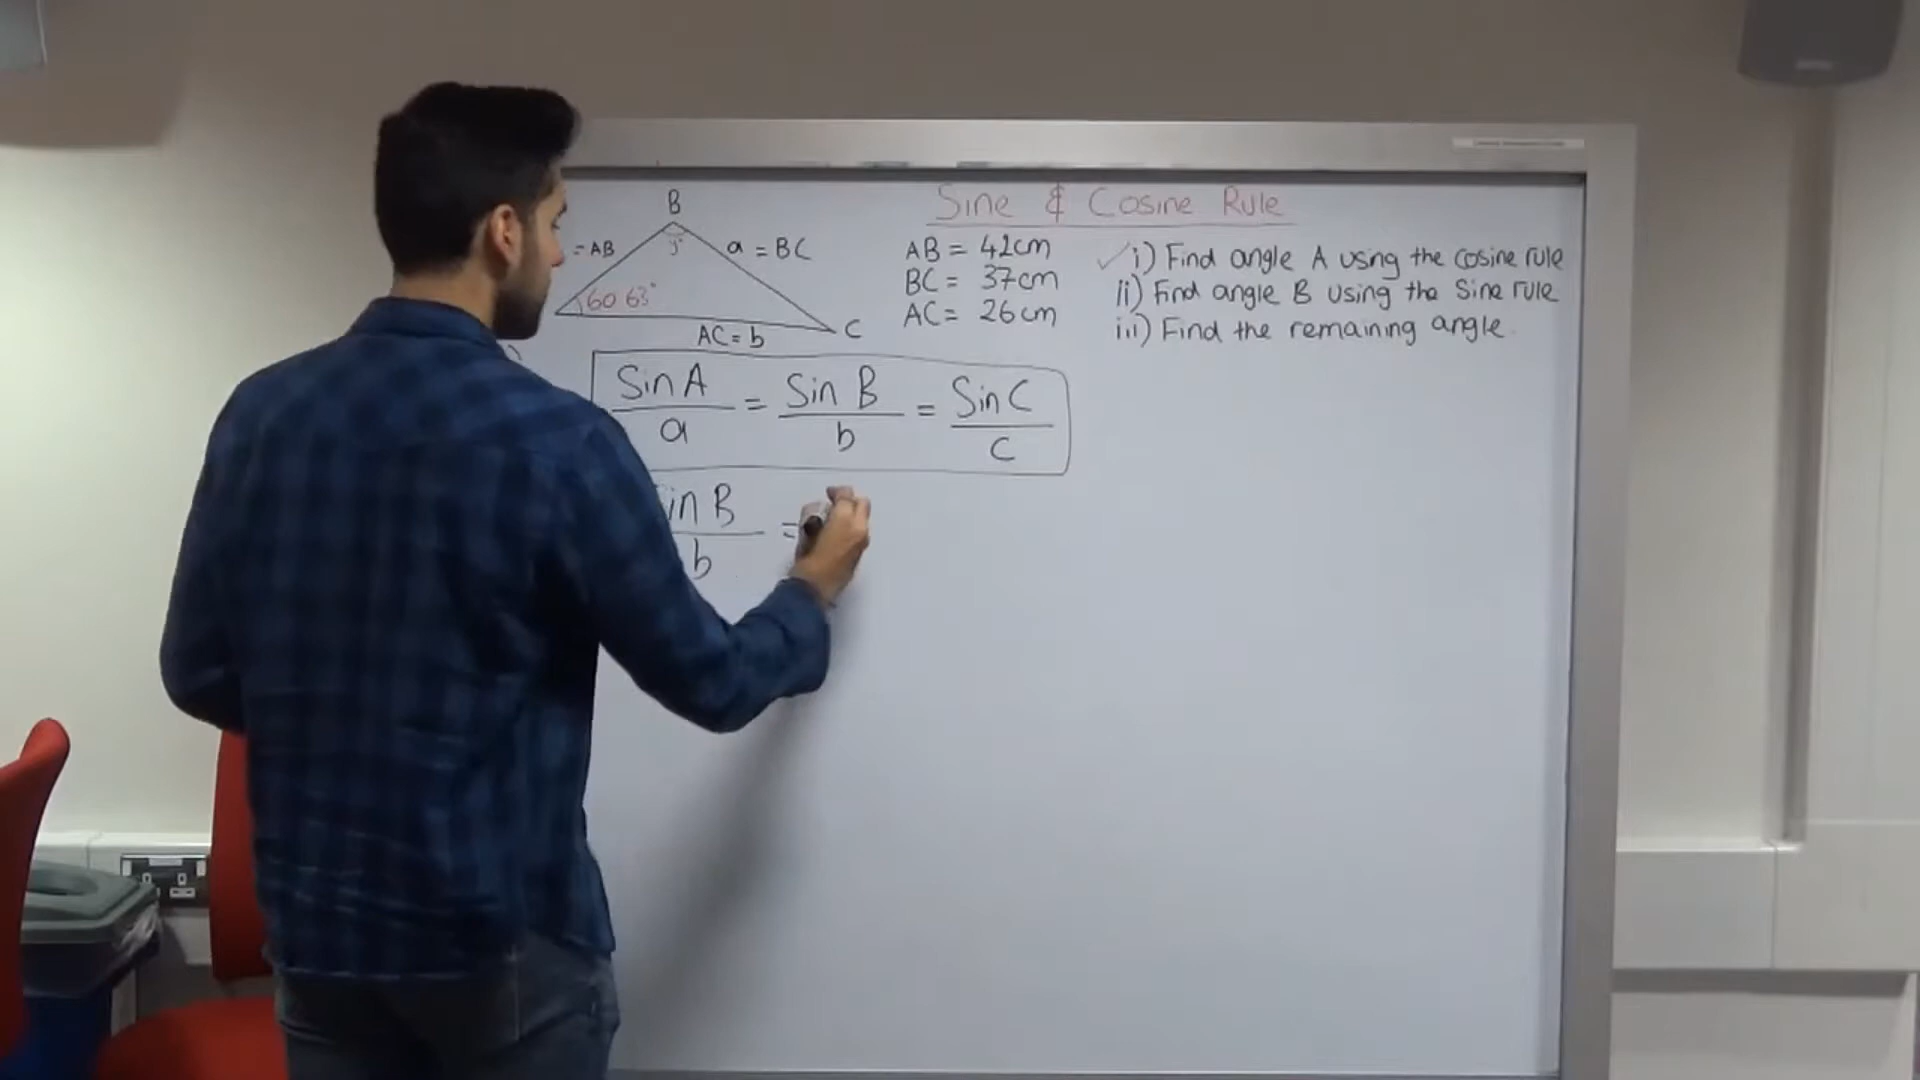 Sine & Cosine Rule
B
= AB
y°
a = BC
60.63°
AC = b
C
AB = 42cm
BC = 37cm
AC = 26cm
✓ i) Find angle A using the cosine rule
ii) Find angle B using the Sine rule
iii) Find the remaining angle.
Sin A / a = Sin B / b = Sin C / c
Sin B / b =